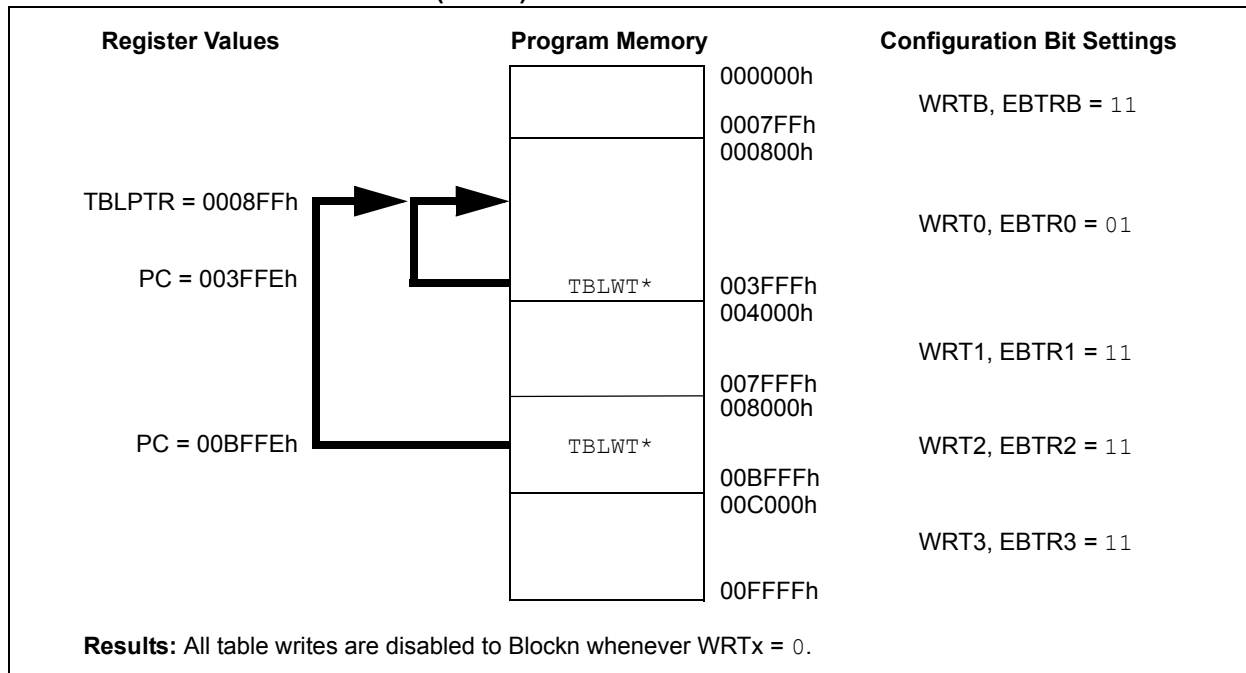 Register Values Program Memory Configuration Bit Settings
000000h
WRTB, EBTRB = 11
0007FFh
000800h
TBLPTR = 0008FFh
WRT0, EBTR0 = 01
PC = 003FFEh TBLWT* 003FFFh
004000h
WRT1, EBTR1 = 11
007FFFh
008000h
PC = 00BFFEh TBLWT* WRT2, EBTR2 = 11
00BFFFh
00C000h
WRT3, EBTR3 = 11
00FFFFh
Results: All table writes are disabled to Blockn whenever WRTx = 0.